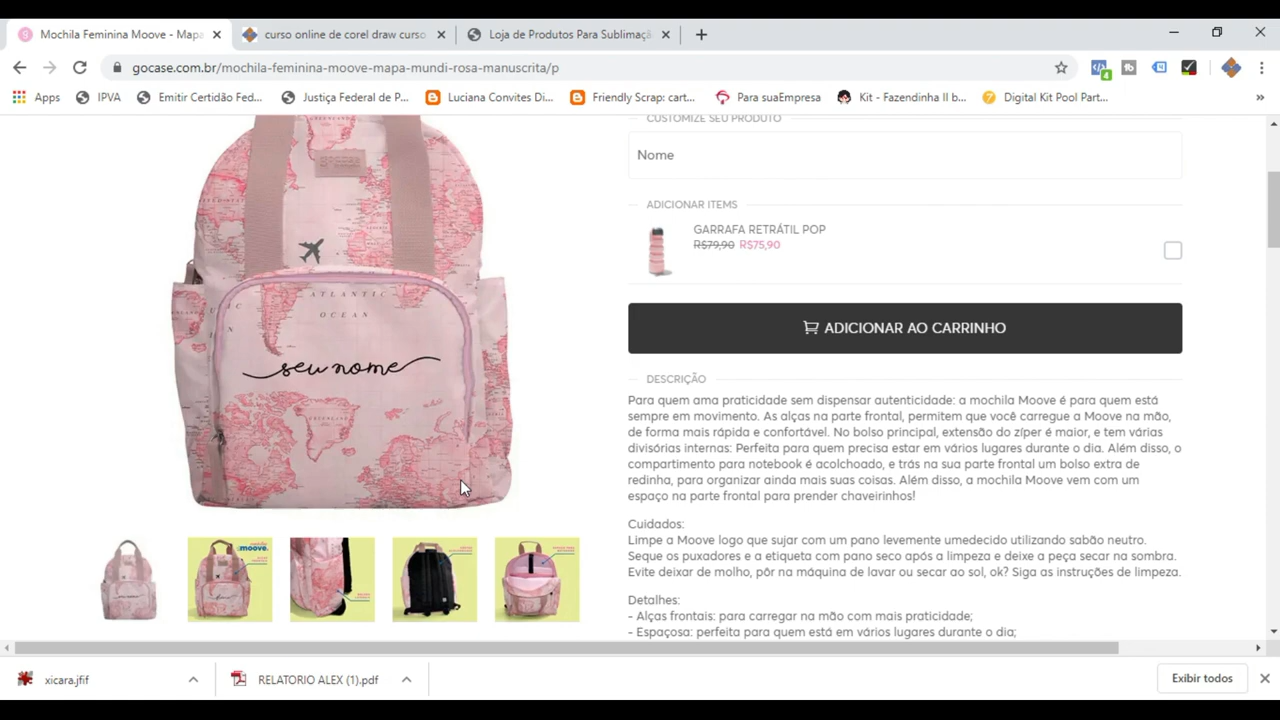 Mochila Feminina Moove - Mapa
curso online de corel draw curso
Loja de Produtos Para Sublimaçã
gocase.com.br/mochila-feminina-moove-mapa-mundi-rosa-manuscrita/p
4
Apps
IPVA
Emitir Certidão Fed...
Justiça Federal de P...
Luciana Convites Di...
Friendly Scrap: cart...
Para suaEmpresa
Kit - Fazendinha II b...
Digital Kit Pool Part...
»
CUSTOMIZE SEU PRODUTO
Nome
ADICIONAR ITEMS
GARRAFA RETRÁTIL POP
R$79,90 R$75,90
ADICIONAR AO CARRINHO
ATLANTIC
OCEAN
seu nome
moove.
DESCRIÇÃO
Para quem ama praticidade sem dispensar autenticidade: a mochila Moove é para quem está
sempre em movimento. As alças na parte frontal, permitem que você carregue a Moove na mão,
de forma mais rápida e confortável. No bolso principal, extensão do zíper é maior, e tem várias
divisórias internas: Perfeita para quem precisa estar em vários lugares durante o dia. Além disso, o
compartimento para notebook é acolchoado, e trás na sua parte frontal um bolso extra de
redinha, para organizar ainda mais suas coisas. Além disso, a mochila Moove vem com um
espaço na parte frontal para prender chaveirinhos!
Cuidados:
Limpe a Moove logo que sujar com um pano levemente umedecido utilizando sabão neutro.
Seque os puxadores e a etiqueta com pano seco após a limpeza e deixe a peça secar na sombra.
Evite deixar de molho, pôr na máquina de lavar ou secar ao sol, ok? Siga as instruções de limpeza.
Detalhes:
- Alças frontais: para carregar na mão com mais praticidade;
- Espaçosa: perfeita para quem está em vários lugares durante o dia;
xicara.jfif
RELATORIO ALEX (1).pdf
Exibir todos